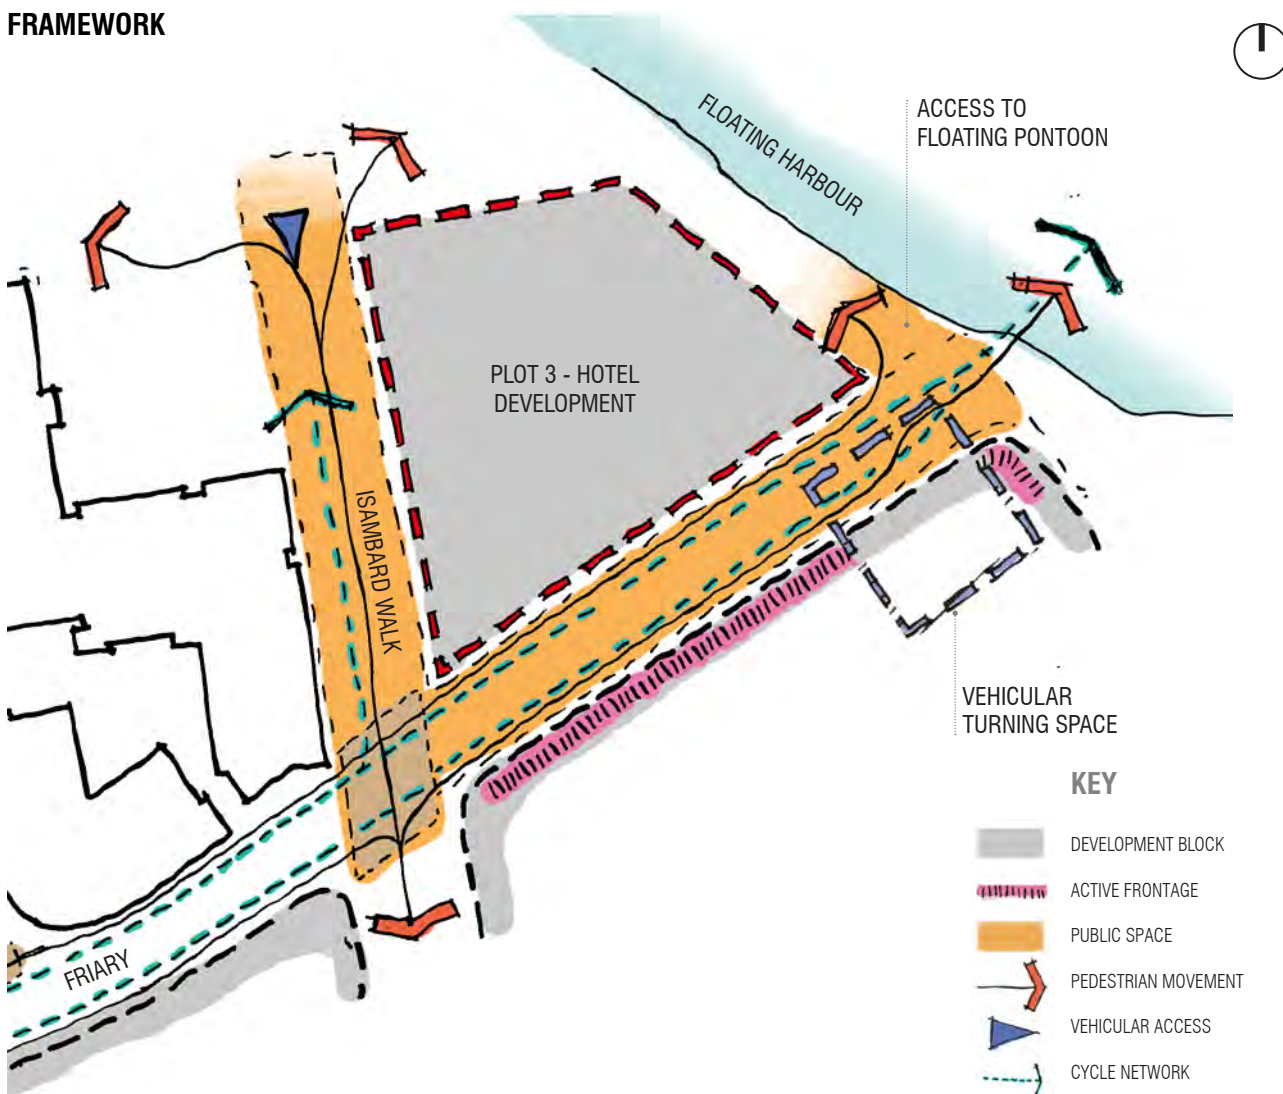 FRAMEWORK
FLOATING HARBOUR
ACCESS TO
FLOATING PONTOON
PLOT 3 - HOTEL
DEVELOPMENT
ISAMBARD WALK
VEHICULAR
TURNING SPACE
FRIARY
KEY
DEVELOPMENT BLOCK
ACTIVE FRONTAGE
PUBLIC SPACE
PEDESTRIAN MOVEMENT
VEHICULAR ACCESS
CYCLE NETWORK